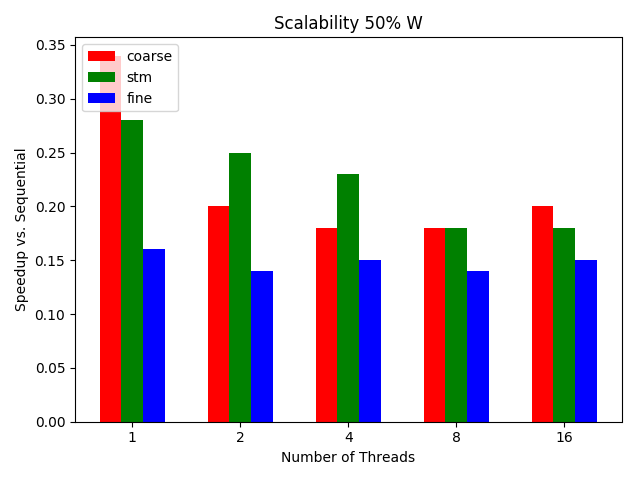 Scalability 50% W
coarse
stm
fine
Speedup vs. Sequential
0.35
0.30
0.25
0.20
0.15
0.10
0.05
0.00
1 2 4 8 16
Number of Threads